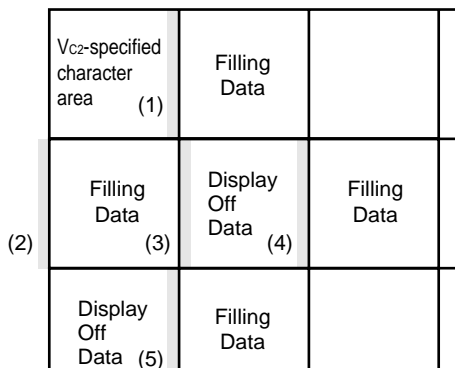 VC2-specified
character
area (1)
Filling
Data
(2)
Filling
Data (3)
Display
Off
Data (4)
Filling
Data
Display
Off
Data (5)
Filling
Data